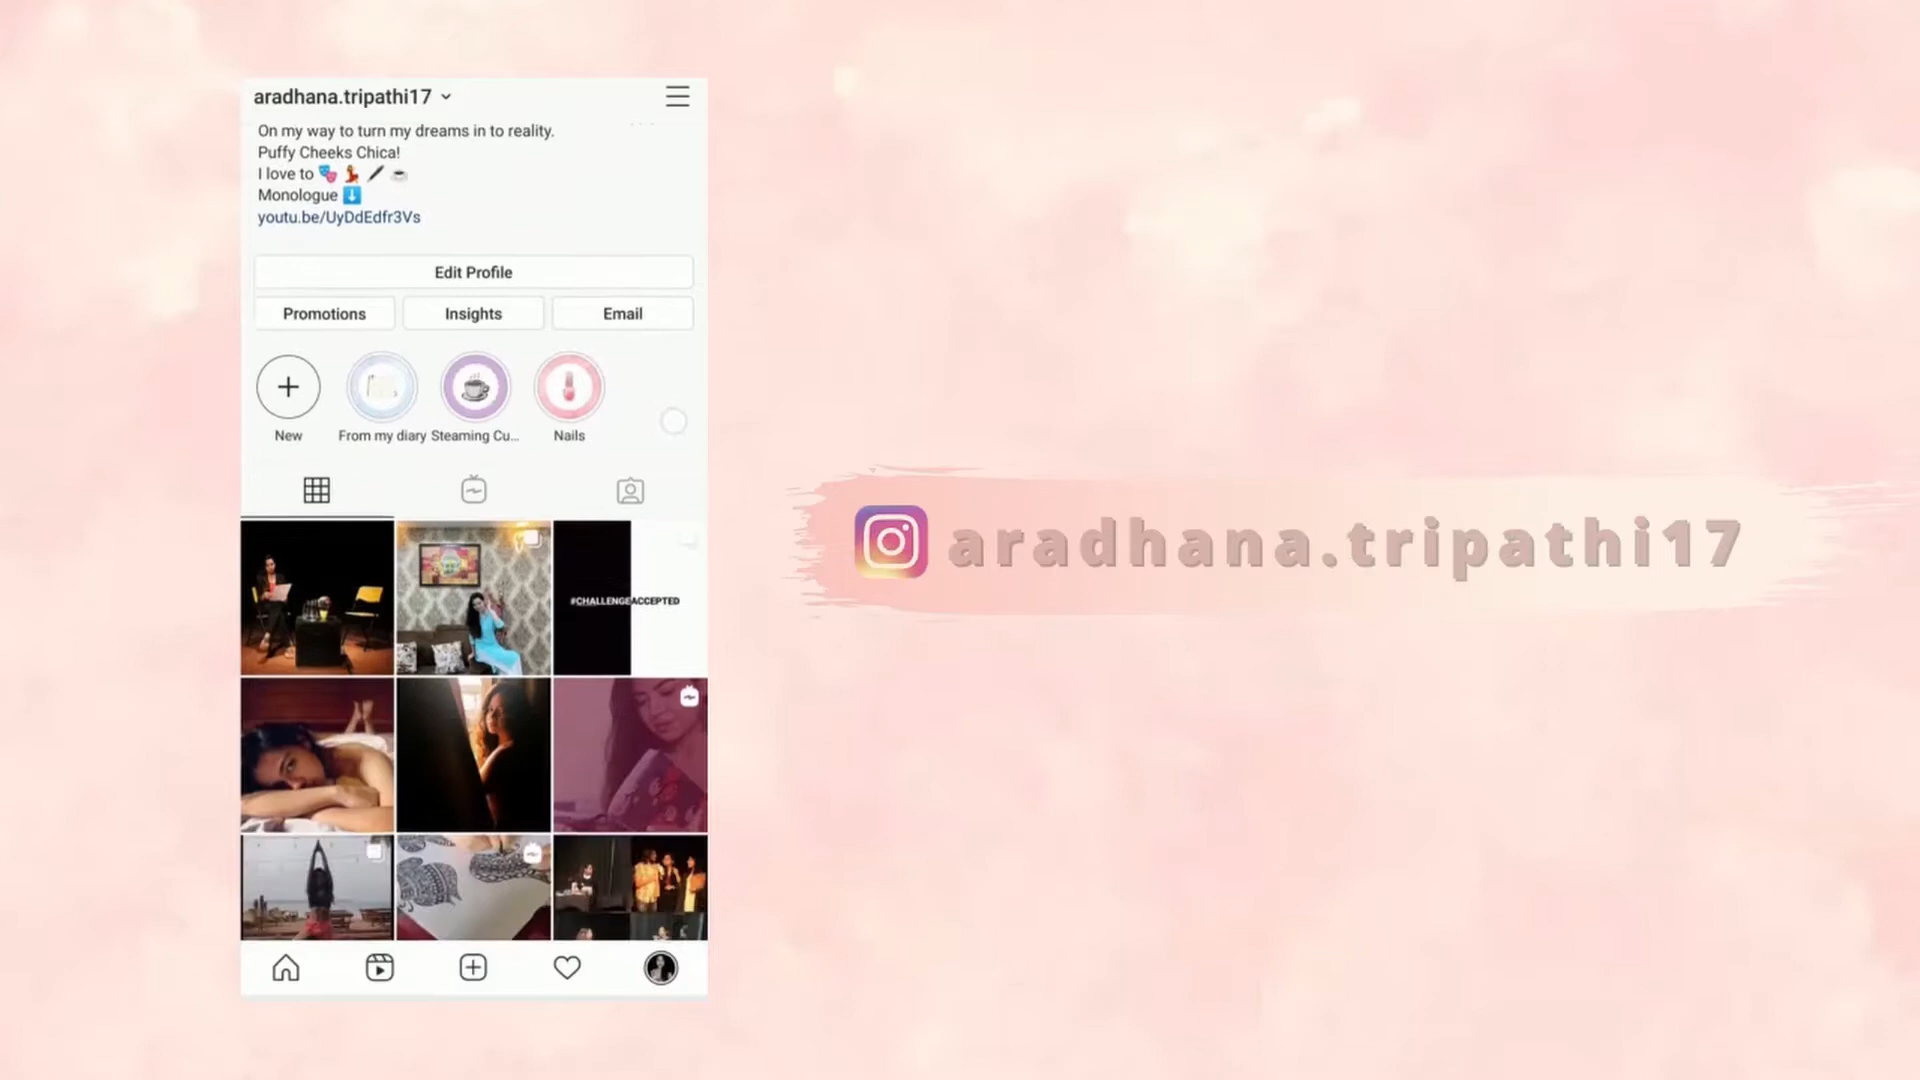 aradhana.tripathi17
On my way to turn my dreams in to reality.
Puffy Cheeks Chica!
I love to 🎭 💃 🖋 ☕
Monologue ⬇️
youtu.be/UyDdEdfr3Vs
Edit Profile
Promotions Insights Email
New From my diary Steaming Cu... Nails
#CHALLENGEACCEPTED
aradhana.tripathi17